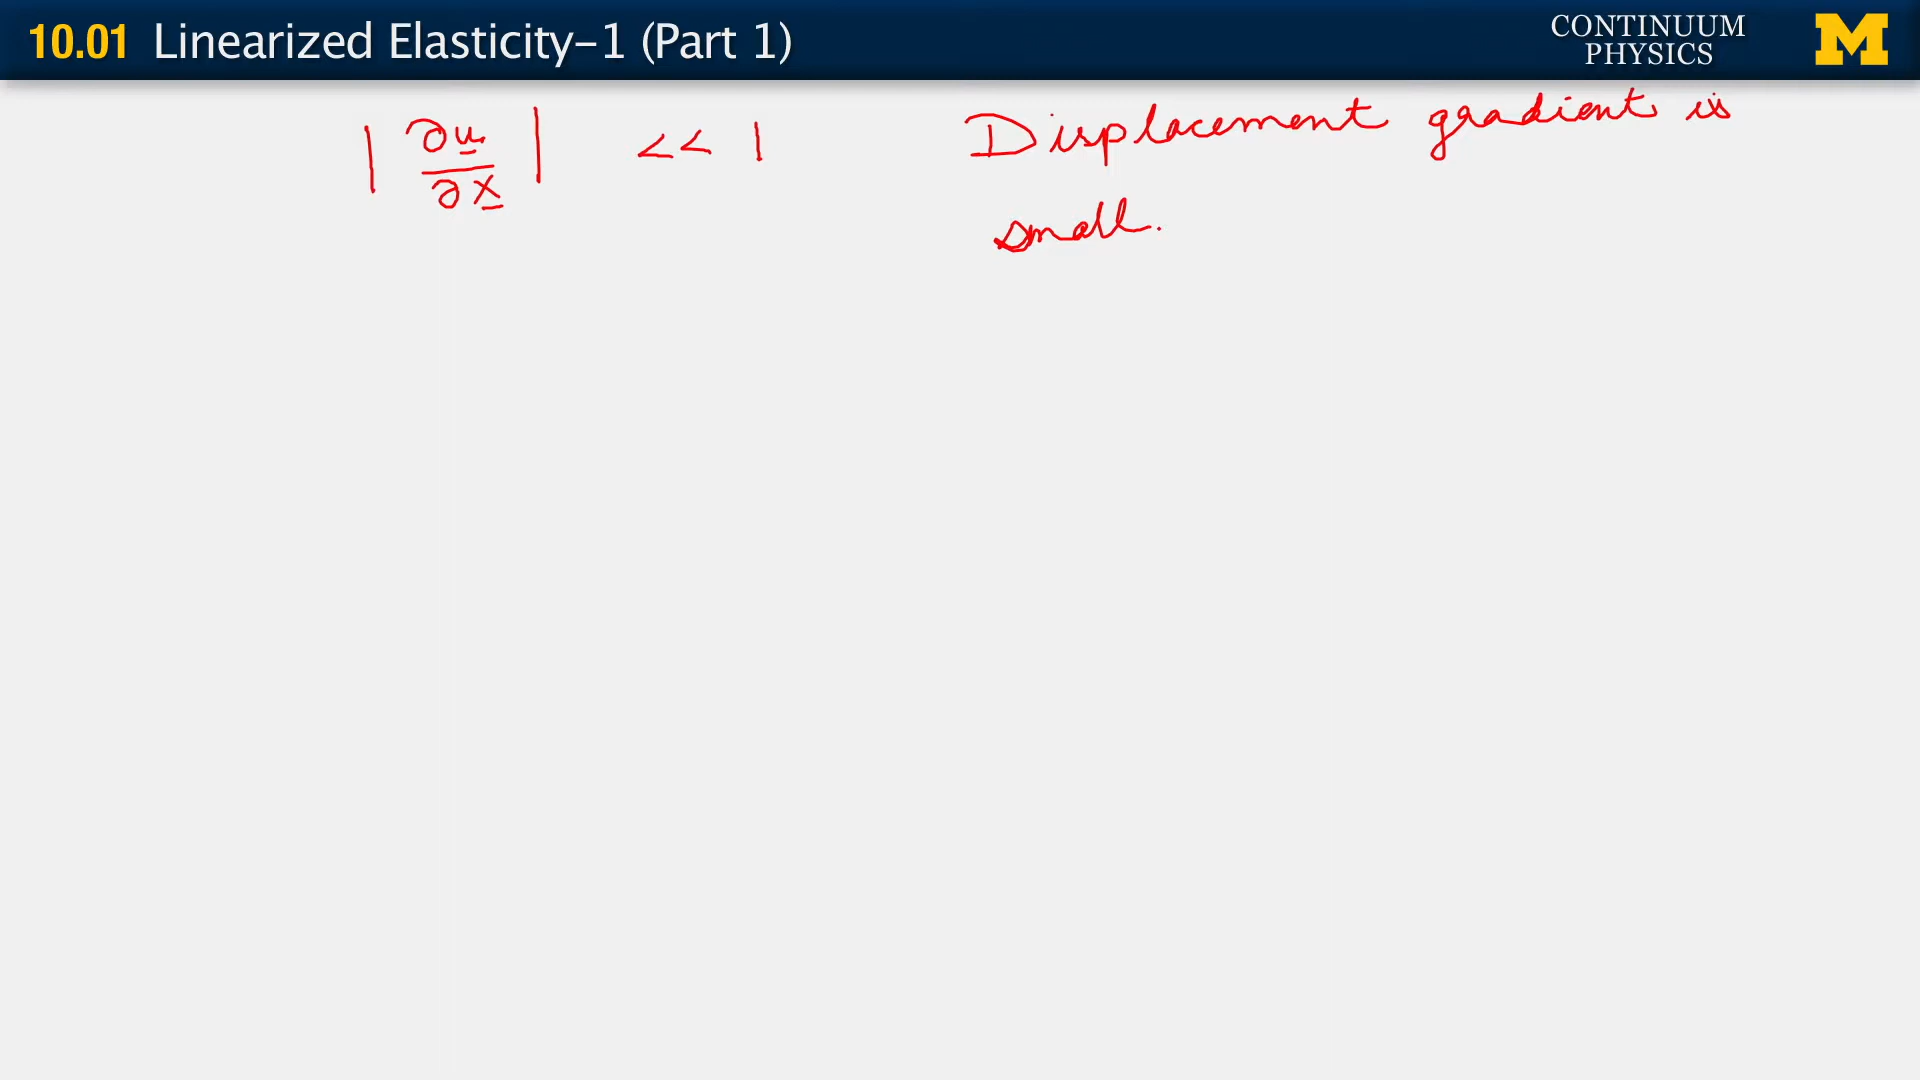 10.01 Linearized Elasticity-1 (Part 1)
CONTINUUM
PHYSICS
M
| ∂u̲ / ∂X̲ | << 1 Displacement gradient is
small.